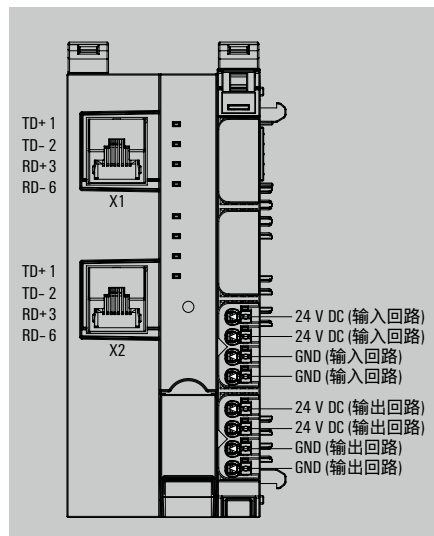 TD+ 1
TD- 2
RD+ 3
RD- 6
X1
TD+ 1
TD- 2
RD+ 3
RD- 6
X2
24 V DC (输入回路)
24 V DC (输入回路)
GND (输入回路)
GND (输入回路)
24 V DC (输出回路)
24 V DC (输出回路)
GND (输出回路)
GND (输出回路)